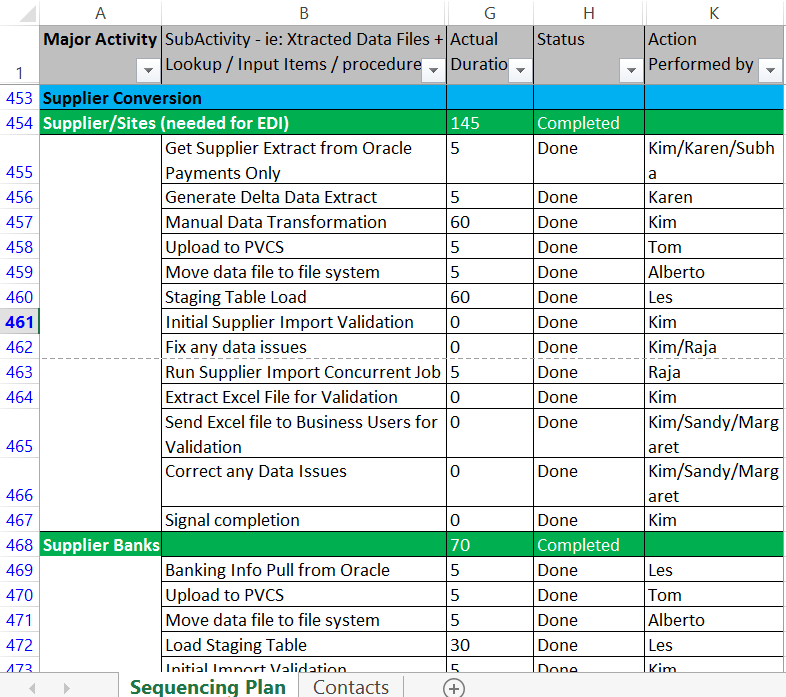 A B G H K
Major Activity SubActivity - ie: Xtracted Data Files + Actual Status Action
1 Lookup / Input Items / procedure Duratio Performed by
453 Supplier Conversion
454 Supplier/Sites (needed for EDI) 145 Completed
Get Supplier Extract from Oracle 5 Done Kim/Karen/Subh
455 Payments Only a
456 Generate Delta Data Extract 5 Done Karen
457 Manual Data Transformation 60 Done Kim
458 Upload to PVCS 5 Done Tom
459 Move data file to file system 5 Done Alberto
460 Staging Table Load 60 Done Les
461 Initial Supplier Import Validation 0 Done Kim
462 Fix any data issues 0 Done Kim/Raja
463 Run Supplier Import Concurrent Job 5 Done Raja
464 Extract Excel File for Validation 0 Done Kim
Send Excel file to Business Users for 0 Done Kim/Sandy/Marg
465 Validation aret
Correct any Data Issues 0 Done Kim/Sandy/Marg
466 aret
467 Signal completion 0 Done Kim
468 Supplier Banks 70 Completed
469 Banking Info Pull from Oracle 5 Done Les
470 Upload to PVCS 5 Done Tom
471 Move data file to file system 5 Done Alberto
472 Load Staging Table 30 Done Les
473 Initial Import Validation 5 Done Kim
Sequencing Plan Contacts